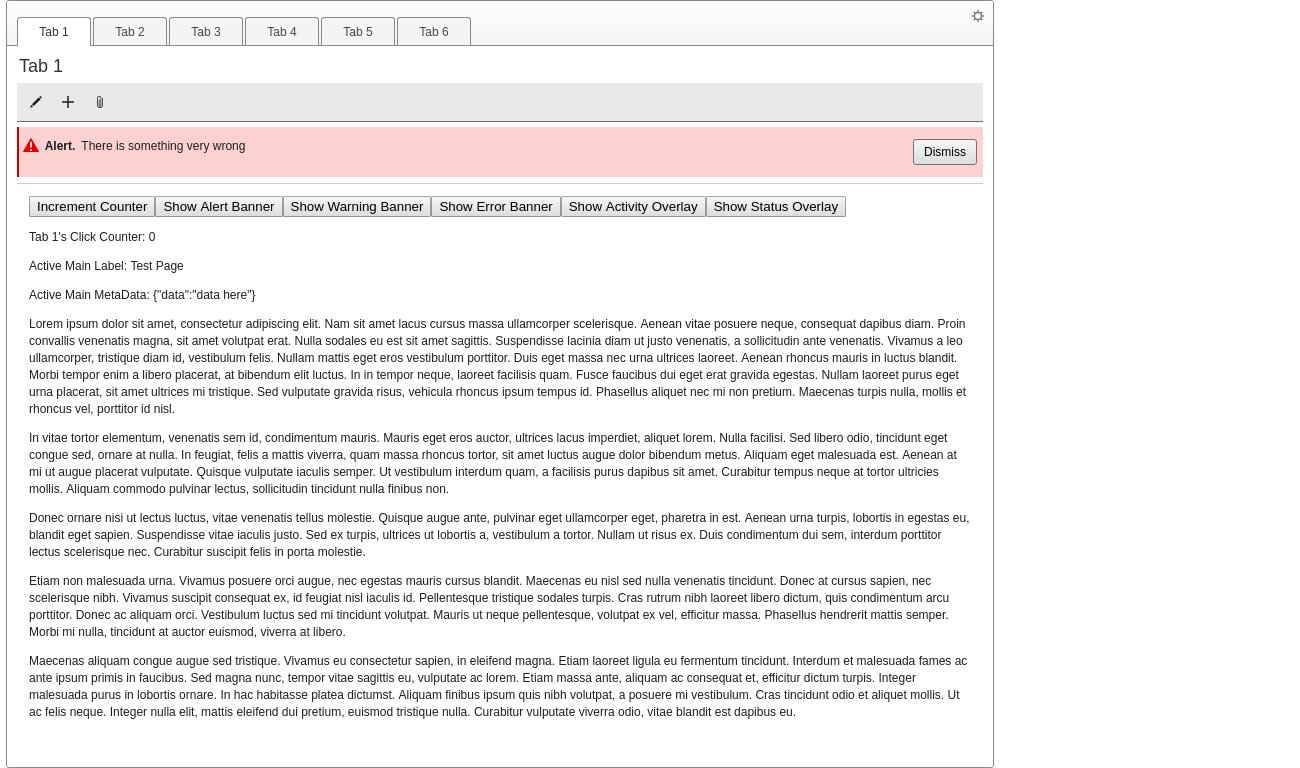 Tab 1 Tab 2 Tab 3 Tab 4 Tab 5 Tab 6
Tab 1
Alert. There is something very wrong
Dismiss
Increment Counter Show Alert Banner Show Warning Banner Show Error Banner Show Activity Overlay Show Status Overlay
Tab 1's Click Counter: 0
Active Main Label: Test Page
Active Main MetaData: {"data":"data here"}
Lorem ipsum dolor sit amet, consectetur adipiscing elit. Nam sit amet lacus cursus massa ullamcorper scelerisque. Aenean vitae posuere neque, consequat dapibus diam. Proin
convallis venenatis magna, sit amet volutpat erat. Nulla sodales eu est sit amet sagittis. Suspendisse lacinia diam ut justo venenatis, a sollicitudin ante venenatis. Vivamus a leo
ullamcorper, tristique diam id, vestibulum felis. Nullam mattis eget eros vestibulum porttitor. Duis eget massa nec urna ultrices laoreet. Aenean rhoncus mauris in luctus blandit.
Morbi tempor enim a libero placerat, at bibendum elit luctus. In in tempor neque, laoreet facilisis quam. Fusce faucibus dui eget erat gravida egestas. Nullam laoreet purus eget
urna placerat, sit amet ultrices mi tristique. Sed vulputate gravida risus, vehicula rhoncus ipsum tempus id. Phasellus aliquet nec mi non pretium. Maecenas turpis nulla, mollis et
rhoncus vel, porttitor id nisl.
In vitae tortor elementum, venenatis sem id, condimentum mauris. Mauris eget eros auctor, ultrices lacus imperdiet, aliquet lorem. Nulla facilisi. Sed libero odio, tincidunt eget
congue sed, ornare at nulla. In feugiat, felis a mattis viverra, quam massa rhoncus tortor, sit amet luctus augue dolor bibendum metus. Aliquam eget malesuada est. Aenean at
mi ut augue placerat vulputate. Quisque vulputate iaculis semper. Ut vestibulum interdum quam, a facilisis purus dapibus sit amet. Curabitur tempus neque at tortor ultricies
mollis. Aliquam commodo pulvinar lectus, sollicitudin tincidunt nulla finibus non.
Donec ornare nisi ut lectus luctus, vitae venenatis tellus molestie. Quisque augue ante, pulvinar eget ullamcorper eget, pharetra in est. Aenean urna turpis, lobortis in egestas eu,
blandit eget sapien. Suspendisse vitae iaculis justo. Sed ex turpis, ultrices ut lobortis a, vestibulum a tortor. Nullam ut risus ex. Duis condimentum dui sem, interdum porttitor
lectus scelerisque nec. Curabitur suscipit felis in porta molestie.
Etiam non malesuada urna. Vivamus posuere orci augue, nec egestas mauris cursus blandit. Maecenas eu nisl sed nulla venenatis tincidunt. Donec at cursus sapien, nec
scelerisque nibh. Vivamus suscipit consequat ex, id feugiat nisl iaculis id. Pellentesque tristique sodales turpis. Cras rutrum nibh laoreet libero dictum, quis condimentum arcu
porttitor. Donec ac aliquam orci. Vestibulum luctus sed mi tincidunt volutpat. Mauris ut neque pellentesque, volutpat ex vel, efficitur massa. Phasellus hendrerit mattis semper.
Morbi mi nulla, tincidunt at auctor euismod, viverra at libero.
Maecenas aliquam congue augue sed tristique. Vivamus eu consectetur sapien, in eleifend magna. Etiam laoreet ligula eu fermentum tincidunt. Interdum et malesuada fames ac
ante ipsum primis in faucibus. Sed magna nunc, tempor vitae sagittis eu, vulputate ac lorem. Etiam massa ante, aliquam ac consequat et, efficitur dictum turpis. Integer
malesuada purus in lobortis ornare. In hac habitasse platea dictumst. Aliquam finibus ipsum quis nibh volutpat, a posuere mi vestibulum. Cras tincidunt odio et aliquet mollis. Ut
ac felis neque. Integer nulla elit, mattis eleifend dui pretium, euismod tristique nulla. Curabitur vulputate viverra odio, vitae blandit est dapibus eu.